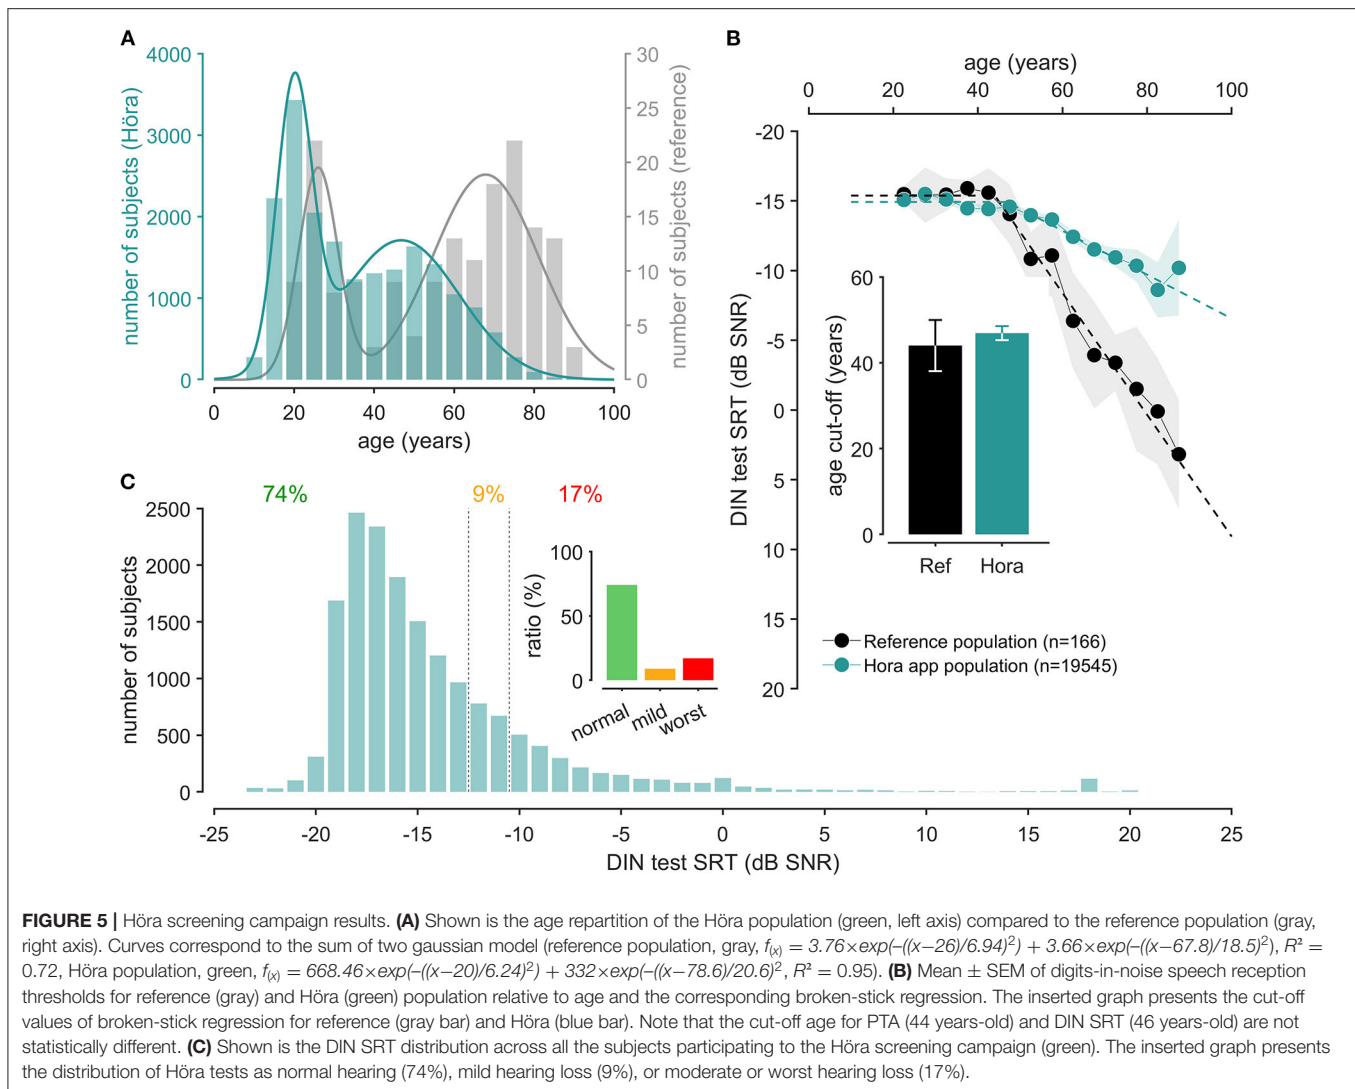 A
B
4000
3000
2000
1000
0
number of subjects (Höra)
30
25
20
15
10
5
0
number of subjects (reference)
0 20 40 60 80 100
age (years)
age (years)
0 20 40 60 80 100
-20
-15
-10
-5
0
5
10
15
20
DIN test SRT (dB SNR)
60
40
20
0
age cut-off (years)
Ref Hora
Reference population (n=166)
Hora app population (n=19545)
C
74% 9% 17%
2500
2000
1500
1000
500
0
number of subjects
100
50
0
ratio (%)
normal mild worst
-25 -20 -15 -10 -5 0 5 10 15 20 25
DIN test SRT (dB SNR)
FIGURE 5 | Höra screening campaign results. (A) Shown is the age repartition of the Höra population (green, left axis) compared to the reference population (gray,
right axis). Curves correspond to the sum of two gaussian model (reference population, gray, f(x) = 3.76×exp(–((x–26)/6.94)²) + 3.66×exp(–((x–67.8)/18.5)²), R² =
0.72, Höra population, green, f(x) = 668.46×exp(–((x–20)/6.24)²) + 332×exp(–((x–78.6)/20.6)², R² = 0.95). (B) Mean ± SEM of digits-in-noise speech reception
thresholds for reference (gray) and Höra (green) population relative to age and the corresponding broken-stick regression. The inserted graph presents the cut-off
values of broken-stick regression for reference (gray bar) and Höra (blue bar). Note that the cut-off age for PTA (44 years-old) and DIN SRT (46 years-old) are not
statistically different. (C) Shown is the DIN SRT distribution across all the subjects participating to the Höra screening campaign (green). The inserted graph presents
the distribution of Höra tests as normal hearing (74%), mild hearing loss (9%), or moderate or worst hearing loss (17%).